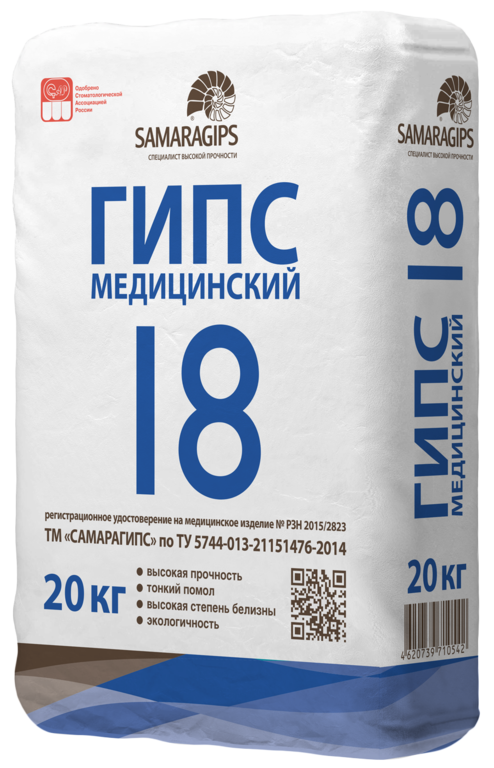 Одобрено
Стоматологической
Ассоциацией
России
SAMARAGIPS
СПЕЦИАЛИСТ ВЫСОКОЙ ПРОЧНОСТИ
ГИПС
МЕДИЦИНСКИЙ
18
регистрационное удостоверение на медицинское изделие № РЗН 2015/2823
ТМ «САМАРАГИПС» по ТУ 5744-013-21151476-2014
20 кг
• высокая прочность
• тонкий помол
• высокая степень белизны
• экологичность
SAMARAGIPS
СПЕЦИАЛИСТ ВЫСОКОЙ ПРОЧНОСТИ
ГИПС 18
МЕДИЦИНСКИЙ
20 кг
4 620739 710542